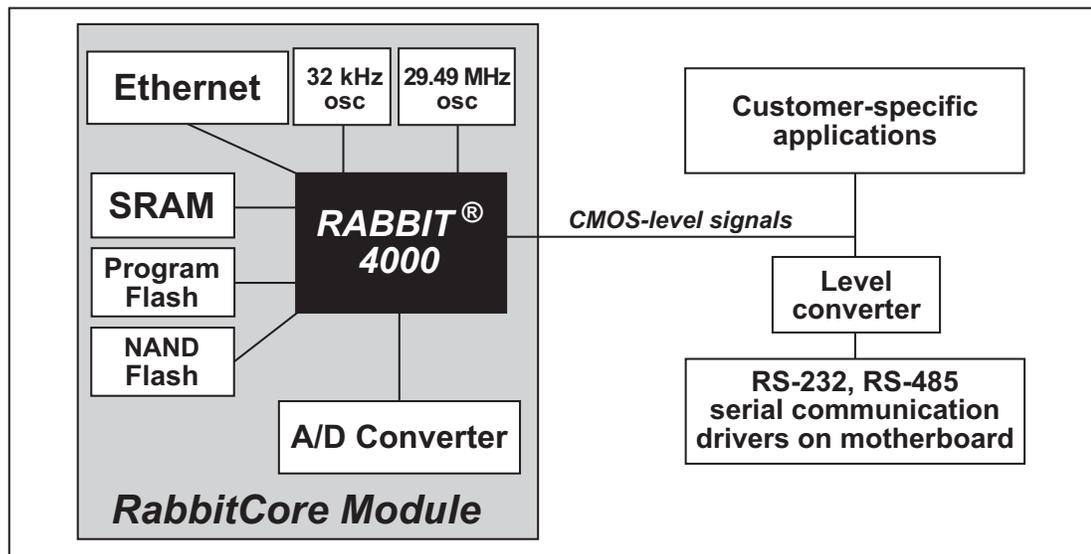 Ethernet
32 kHz
osc
29.49 MHz
osc
SRAM
Program
Flash
NAND
Flash
RABBIT ®
4000
A/D Converter
RabbitCore Module
CMOS-level signals
Customer-specific
applications
Level
converter
RS-232, RS-485
serial communication
drivers on motherboard